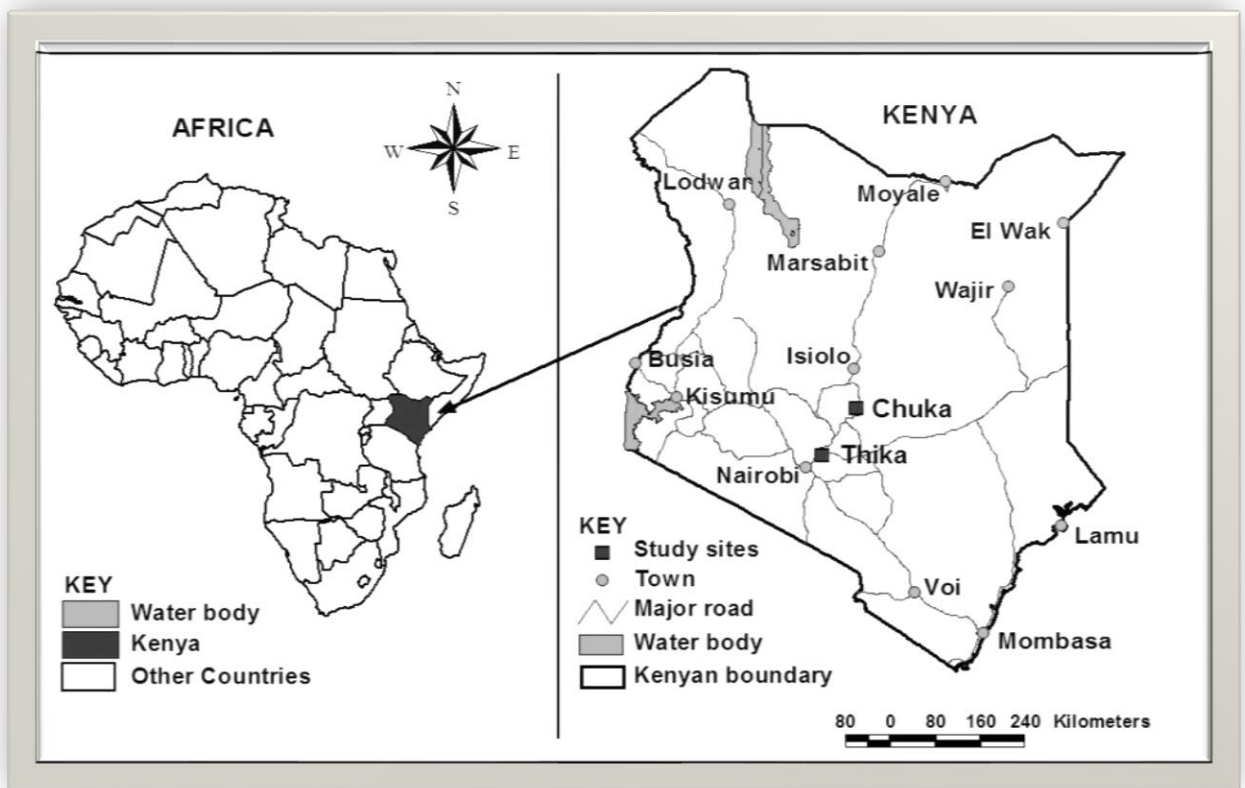 AFRICA
N
W
E
S
KEY
Water body
Kenya
Other Countries
KENYA
Lodwar
Moyale
El Wak
Marsabit
Wajir
Busia
Isiolo
Kisumu
Chuka
Thika
Nairobi
Lamu
Voi
Mombasa
KEY
Study sites
Town
Major road
Water body
Kenyan boundary
80 0 80 160 240 Kilometers